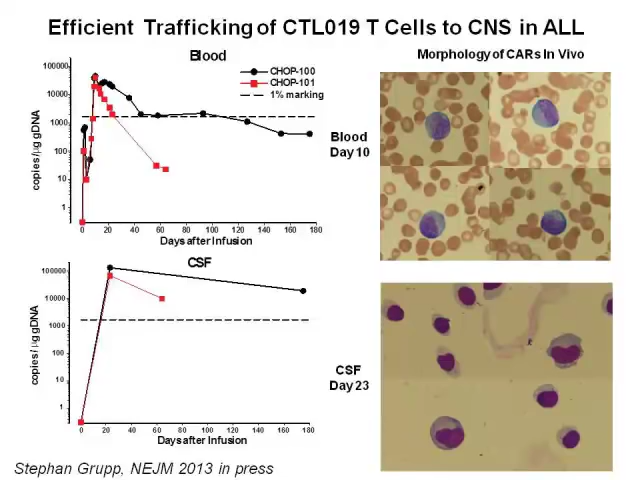 Efficient Trafficking of CTL019 T Cells to CNS in ALL
Blood
100000
10000
1000
100
10
1
copies/µg gDNA
CHOP-100
CHOP-101
1% marking
0 20 40 60 80 100 120 140 160 180
Days after Infusion
CSF
100000
10000
1000
100
10
1
copies/µg gDNA
0 20 40 60 80 100 120 140 160 180
Days after Infusion
Morphology of CARs In Vivo
Blood
Day 10
CSF
Day 23
Stephan Grupp, NEJM 2013 in press